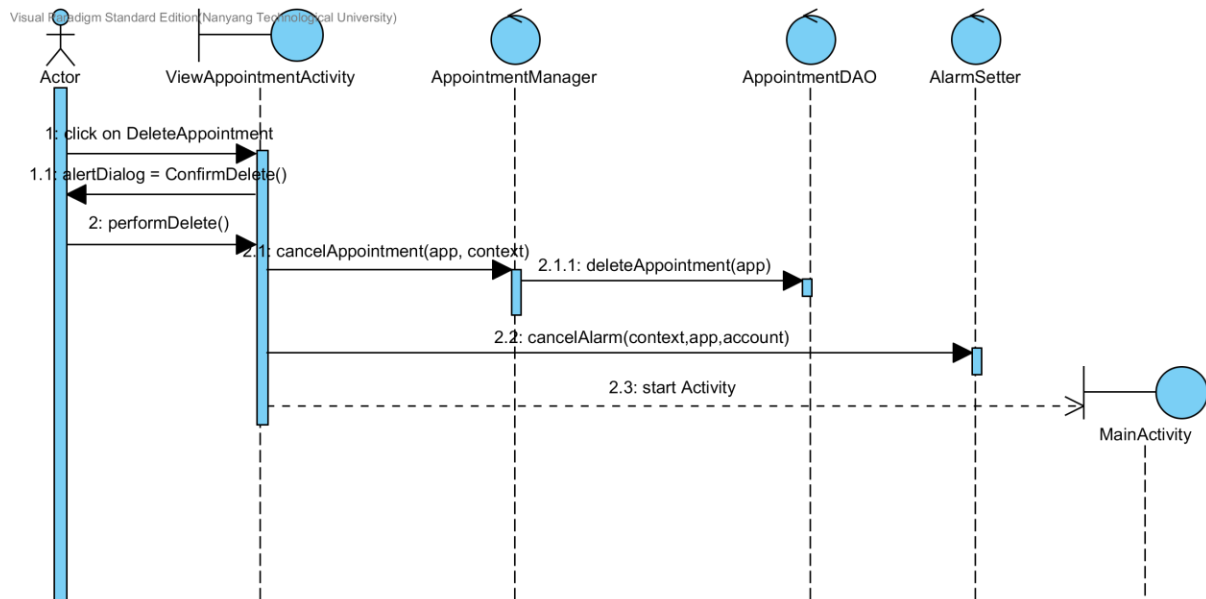 Visual Paradigm Standard Edition(Nanyang Technological University)
Actor
ViewAppointmentActivity
AppointmentManager
AppointmentDAO
AlarmSetter
1: click on DeleteAppointment
1.1: alertDialog = ConfirmDelete()
2: performDelete()
2.1: cancelAppointment(app, context)
2.1.1: deleteAppointment(app)
2.2: cancelAlarm(context,app,account)
2.3: start Activity
MainActivity